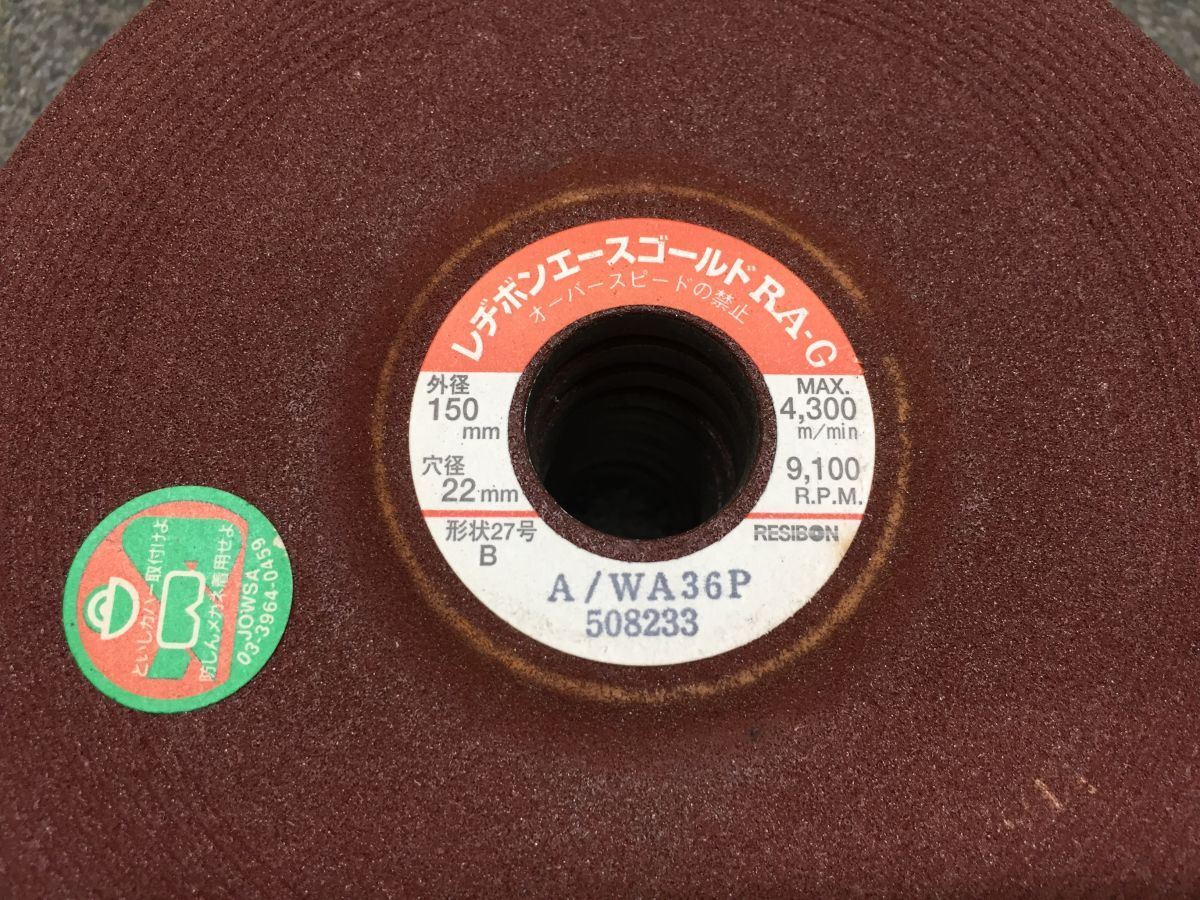 レヂボンエースゴールドRA-G
オーバースピードの禁止
外径
150
mm
穴径
22mm
MAX.
4,300
m/min
9,100
R.P.M.
形状27号
B
RESIBON
A/WA36P
508233
といしカバー取付けよ
防じんメガネ着用せよ
JOWSA
03-3964-0459